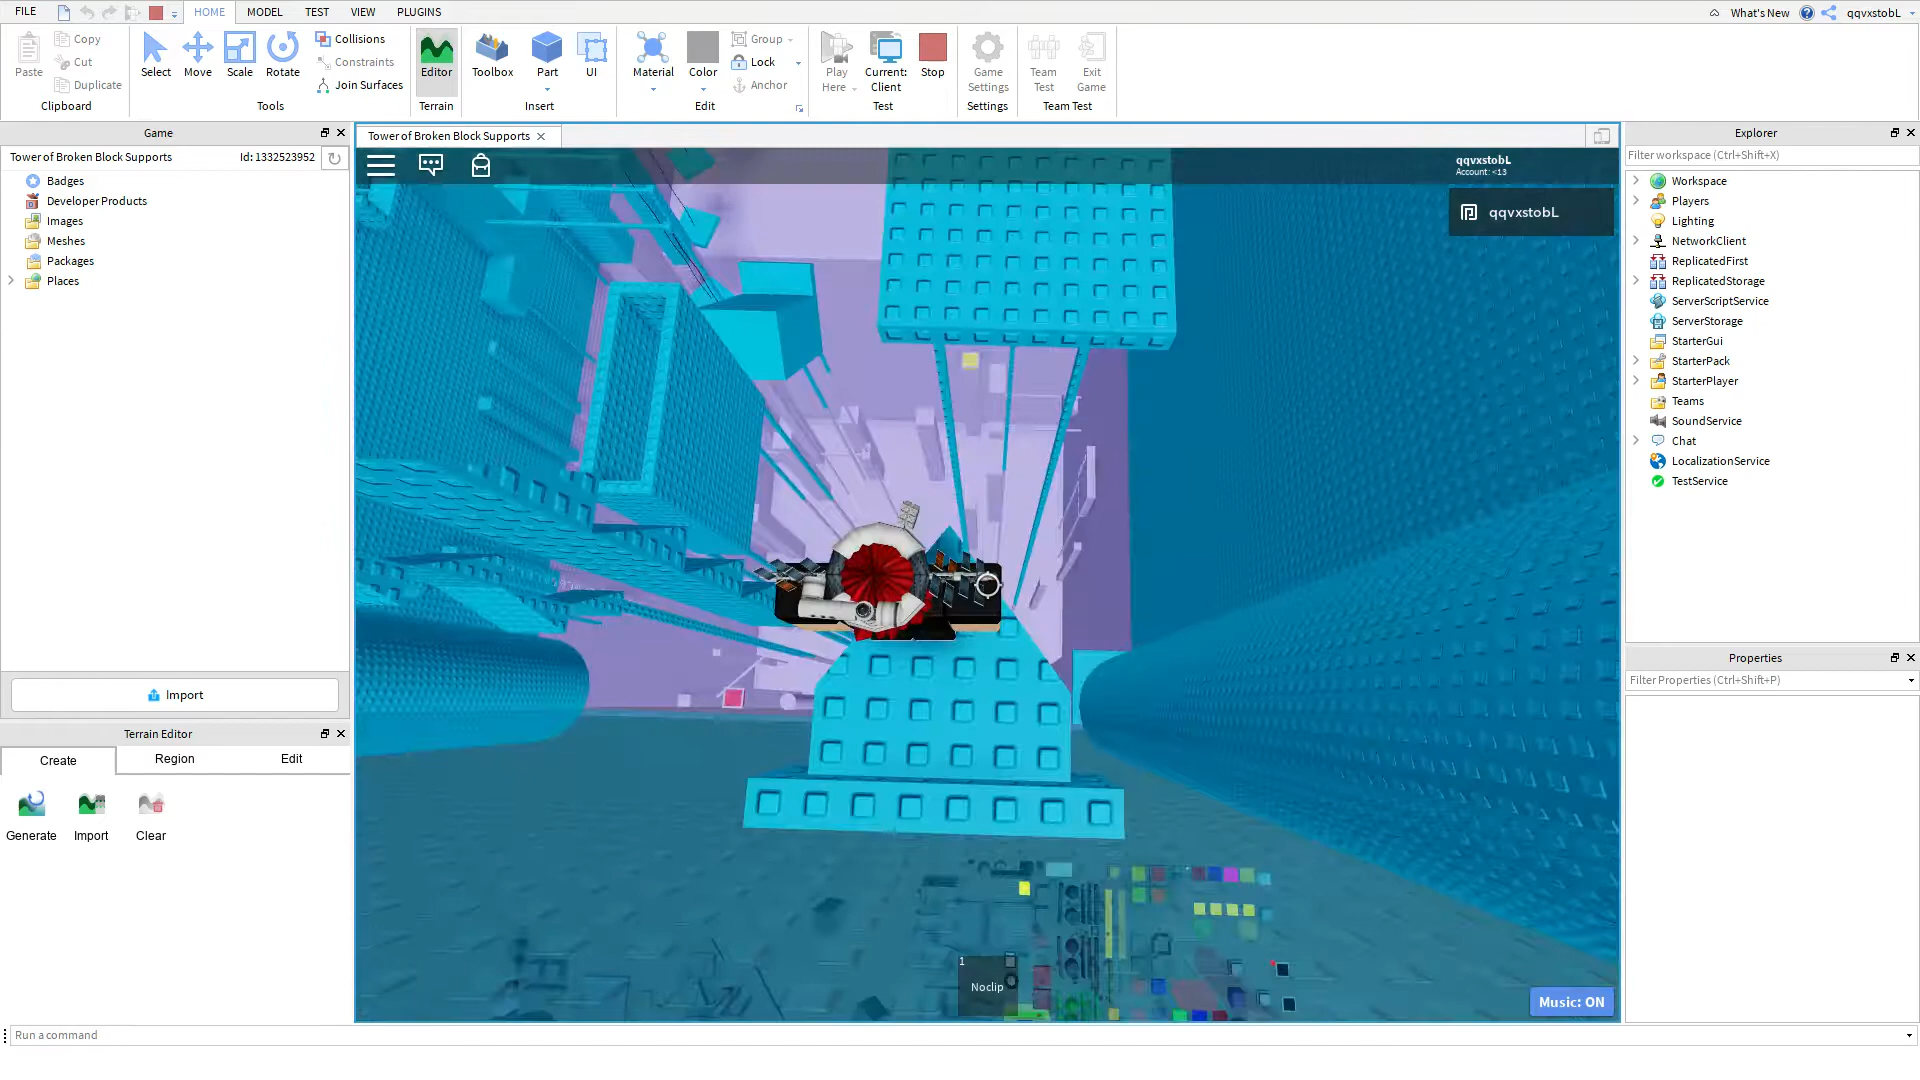 FILE HOME MODEL TEST VIEW PLUGINS What's New qqvxstobL
Paste Copy Cut Duplicate Clipboard
Select Move Scale Rotate Collisions Constraints Join Surfaces Tools
Editor Terrain
Toolbox Part UI Insert
Material Color Group Lock Anchor Edit
Play Here Current: Client Stop Test
Game Settings Settings
Team Test Exit Game Team Test
Game
Tower of Broken Block Supports Id: 1332523952
Badges
Developer Products
Images
Meshes
Packages
Places
Import
Terrain Editor
Create Region Edit
Generate Import Clear
Tower of Broken Block Supports
qqvxstobL
Account: <13
qqvxstobL
1
Noclip
Music: ON
Explorer
Filter workspace (Ctrl+Shift+X)
Workspace
Players
Lighting
NetworkClient
ReplicatedFirst
ReplicatedStorage
ServerScriptService
ServerStorage
StarterGui
StarterPack
StarterPlayer
Teams
SoundService
Chat
LocalizationService
TestService
Properties
Filter Properties (Ctrl+Shift+P)
Run a command